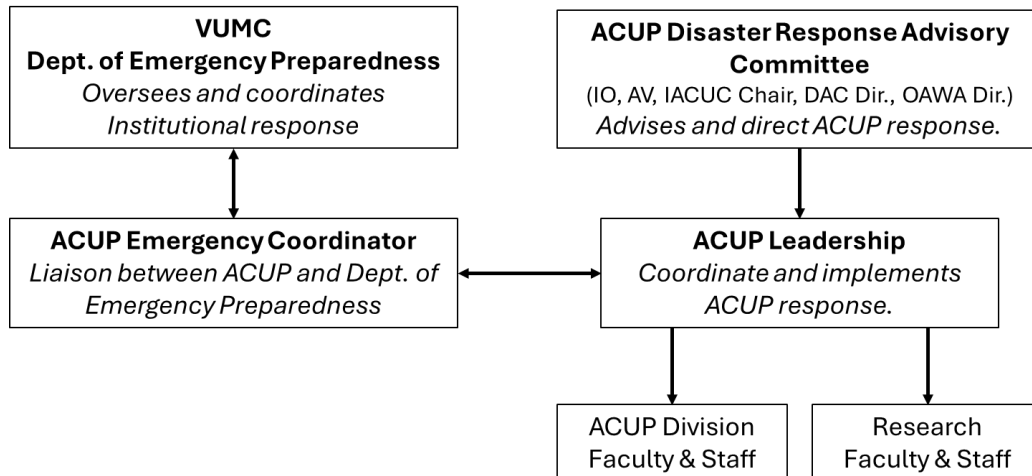 VUMC
Dept. of Emergency Preparedness
Oversees and coordinates
Institutional response
ACUP Disaster Response Advisory
Committee
(IO, AV, IACUC Chair, DAC Dir., OAWA Dir.)
Advises and direct ACUP response.
ACUP Emergency Coordinator
Liaison between ACUP and Dept. of
Emergency Preparedness
ACUP Leadership
Coordinate and implements
ACUP response.
ACUP Division
Faculty & Staff
Research
Faculty & Staff